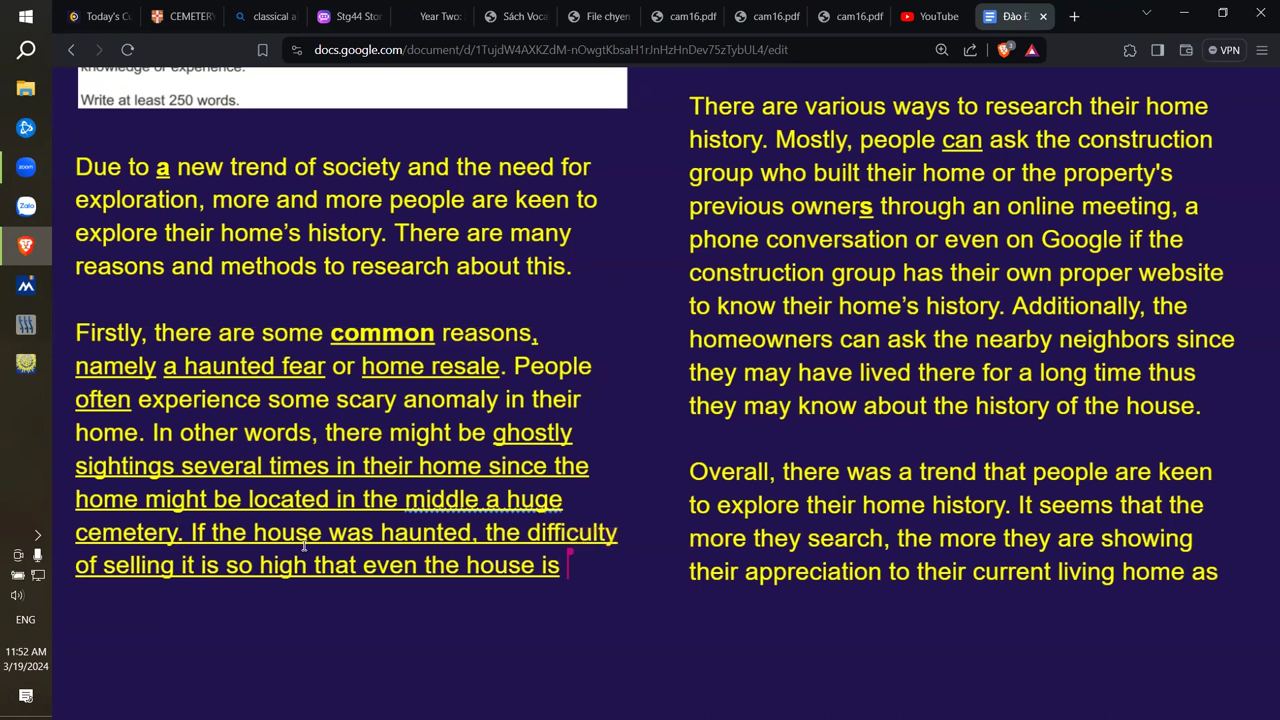 Today's Cu
CEMETERY
classical a
Stg44 Stor
Year Two:
Sách Voca
File chyen
cam16.pdf
cam16.pdf
cam16.pdf
YouTube
Đào Đ
docs.google.com/document/d/1TujdW4AXKZdM-nOwgtKbsaH1rJnHzHnDev75zTybUL4/edit
3
VPN
knowledge or experience.
Write at least 250 words.
Due to a new trend of society and the need for
exploration, more and more people are keen to
explore their home’s history. There are many
reasons and methods to research about this.
Firstly, there are some common reasons,
namely a haunted fear or home resale. People
often experience some scary anomaly in their
home. In other words, there might be ghostly
sightings several times in their home since the
home might be located in the middle a huge
cemetery. If the house was haunted, the difficulty
of selling it is so high that even the house is
There are various ways to research their home
history. Mostly, people can ask the construction
group who built their home or the property's
previous owners through an online meeting, a
phone conversation or even on Google if the
construction group has their own proper website
to know their home’s history. Additionally, the
homeowners can ask the nearby neighbors since
they may have lived there for a long time thus
they may know about the history of the house.
Overall, there was a trend that people are keen
to explore their home history. It seems that the
more they search, the more they are showing
their appreciation to their current living home as
zoom
Zalo
ENG
11:52 AM
3/19/2024